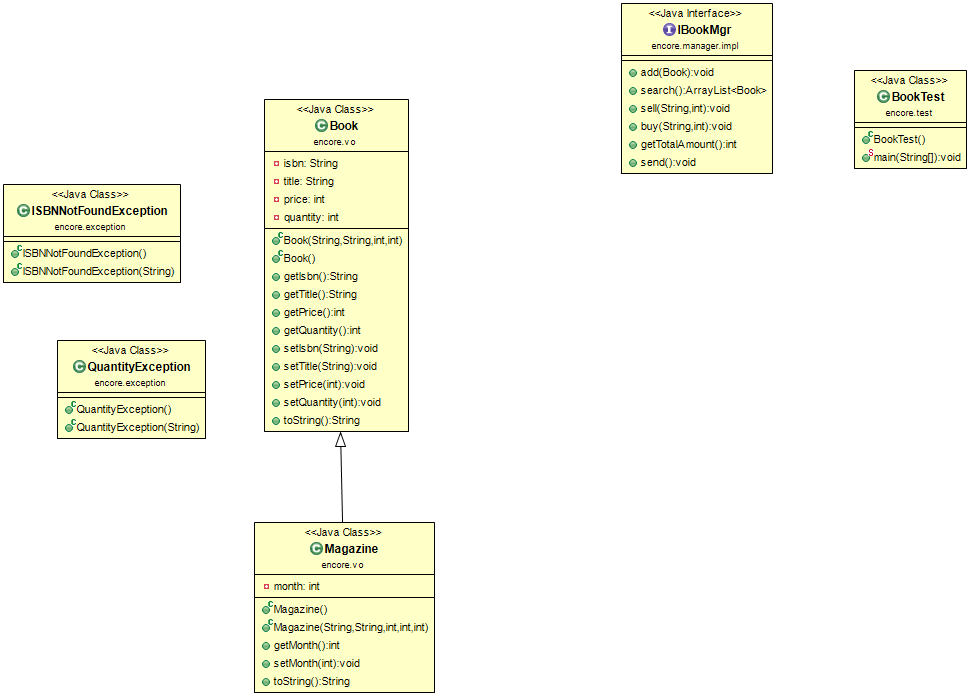 <<Java Interface>>
IBookMgr
encore.manager.impl
add(Book):void
search():ArrayList<Book>
sell(String,int):void
buy(String,int):void
getTotalAmount():int
send():void
<<Java Class>>
BookTest
encore.test
BookTest()
main(String[]):void
<<Java Class>>
Book
encore.vo
isbn: String
title: String
price: int
quantity: int
Book(String,String,int,int)
Book()
getIsbn():String
getTitle():String
getPrice():int
getQuantity():int
setIsbn(String):void
setTitle(String):void
setPrice(int):void
setQuantity(int):void
toString():String
<<Java Class>>
ISBNNotFoundException
encore.exception
ISBNNotFoundException()
ISBNNotFoundException(String)
<<Java Class>>
QuantityException
encore.exception
QuantityException()
QuantityException(String)
<<Java Class>>
Magazine
encore.vo
month: int
Magazine()
Magazine(String,String,int,int,int)
getMonth():int
setMonth(int):void
toString():String